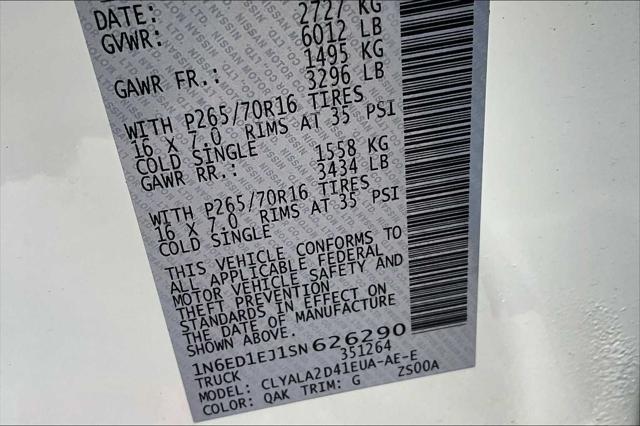 DATE: 2727 KG
GVWR: 6012 LB
1495 KG
GAWR FR.: 3296 LB
WITH P265/70R16 TIRES
16 X 7.0 RIMS AT 35 PSI
COLD SINGLE 1558 KG
GAWR RR.: 3434 LB
WITH P265/70R16 TIRES
16 X 7.0 RIMS AT 35 PSI
COLD SINGLE
THIS VEHICLE CONFORMS TO
ALL APPLICABLE FEDERAL
MOTOR VEHICLE SAFETY AND
THEFT PREVENTION
STANDARDS IN EFFECT ON
THE DATE OF MANUFACTURE
SHOWN ABOVE.
1N6ED1EJ1SN626290
TRUCK 351264
MODEL: CLYALA2D41EUA-AE-E
COLOR: QAK TRIM: G ZS00A